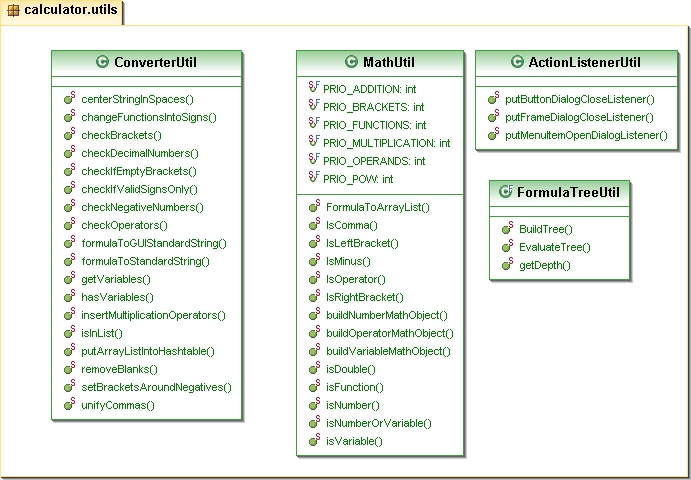 calculator.utils
ConverterUtil
centerStringInSpaces()
changeFunctionsIntoSigns()
checkBrackets()
checkDecimalNumbers()
checkIfEmptyBrackets()
checkIfValidSignsOnly()
checkNegativeNumbers()
checkOperators()
formulaToGUIStandardString()
formulaToStandardString()
getVariables()
hasVariables()
insertMultiplicationOperators()
isInList()
putArrayListIntoHashtable()
removeBlanks()
setBracketsAroundNegatives()
unifyCommas()
MathUtil
PRIO_ADDITION: int
PRIO_BRACKETS: int
PRIO_FUNCTIONS: int
PRIO_MULTIPLICATION: int
PRIO_OPERANDS: int
PRIO_POW: int
FormulaToArrayList()
IsComma()
IsLeftBracket()
IsMinus()
IsOperator()
IsRightBracket()
buildNumberMathObject()
buildOperatorMathObject()
buildVariableMathObject()
isDouble()
isFunction()
isNumber()
isNumberOrVariable()
isVariable()
ActionListenerUtil
putButtonDialogCloseListener()
putFrameDialogCloseListener()
putMenuItemOpenDialogListener()
FormulaTreeUtil
BuildTree()
EvaluateTree()
getDepth()